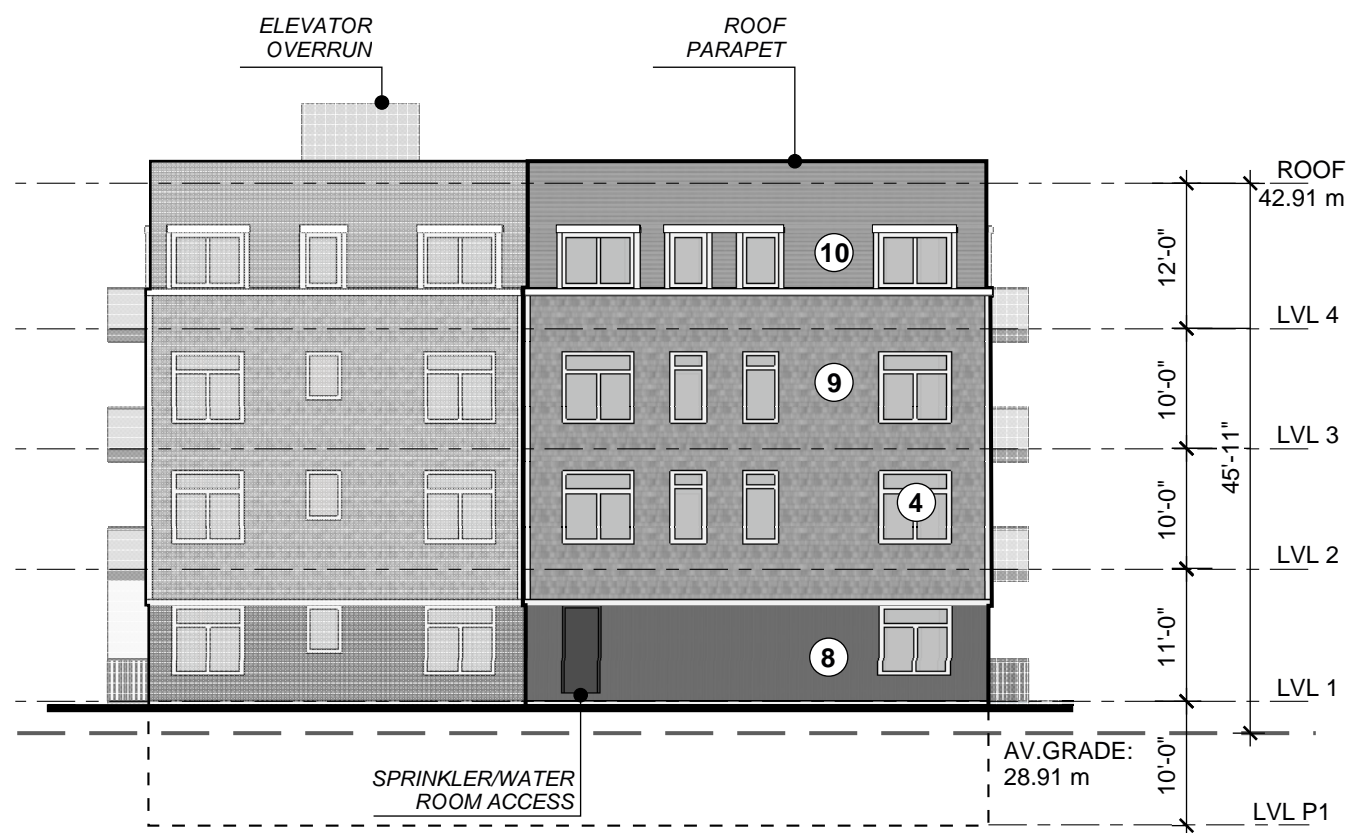 ELEVATOR
OVERRUN
ROOF
PARAPET
ROOF
42.91 m
12'-0"
10
LVL 4
10'-0"
9
LVL 3
45'-11"
10'-0"
4
LVL 2
11'-0"
8
LVL 1
10'-0"
AV.GRADE:
28.91 m
SPRINKLER/WATER
ROOM ACCESS
LVL P1